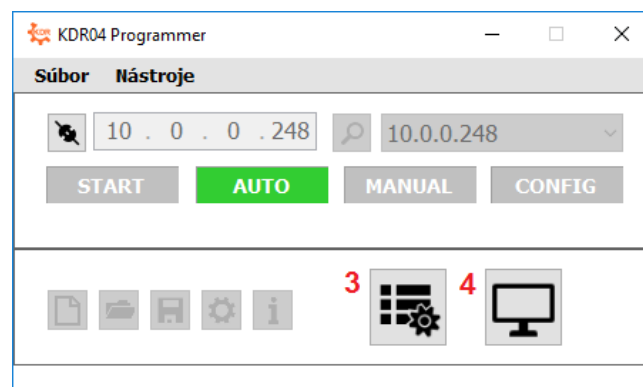 KDR04 Programmer
Súbor Nástroje
10 . 0 . 0 . 248 10.0.0.248
START AUTO MANUAL CONFIG
3 4